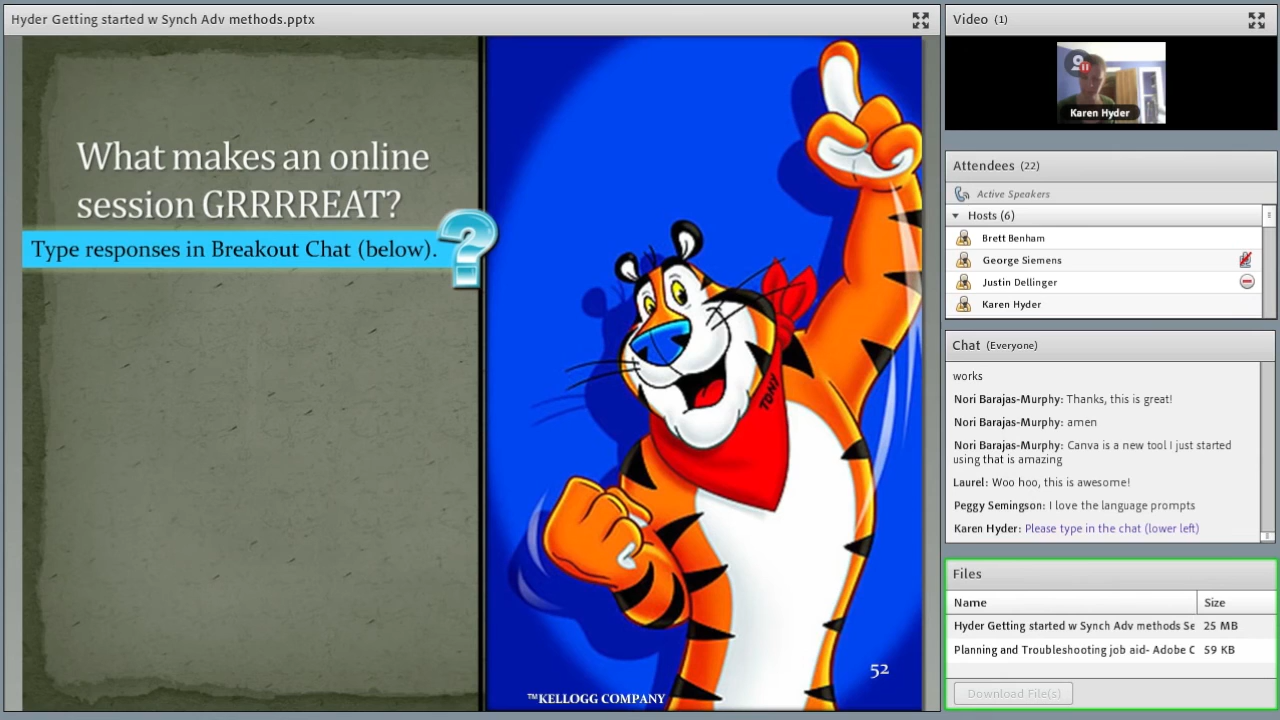 Hyder Getting started w Synch Adv methods.pptx
What makes an online
session GRRRREAT?
Type responses in Breakout Chat (below).
?
TONY
52
™KELLOGG COMPANY
Video (1)
Karen Hyder
Attendees (22)
Active Speakers
Hosts (6)
Brett Benham
George Siemens
Justin Dellinger
Karen Hyder
Chat (Everyone)
works
Nori Barajas-Murphy: Thanks, this is great!
Nori Barajas-Murphy: amen
Nori Barajas-Murphy: Canva is a new tool I just started
using that is amazing
Laurel: Woo hoo, this is awesome!
Peggy Semingson: I love the language prompts
Karen Hyder: Please type in the chat (lower left)
Files
Name Size
Hyder Getting started w Synch Adv methods Se 25 MB
Planning and Troubleshooting job aid- Adobe C 59 KB
Download File(s)